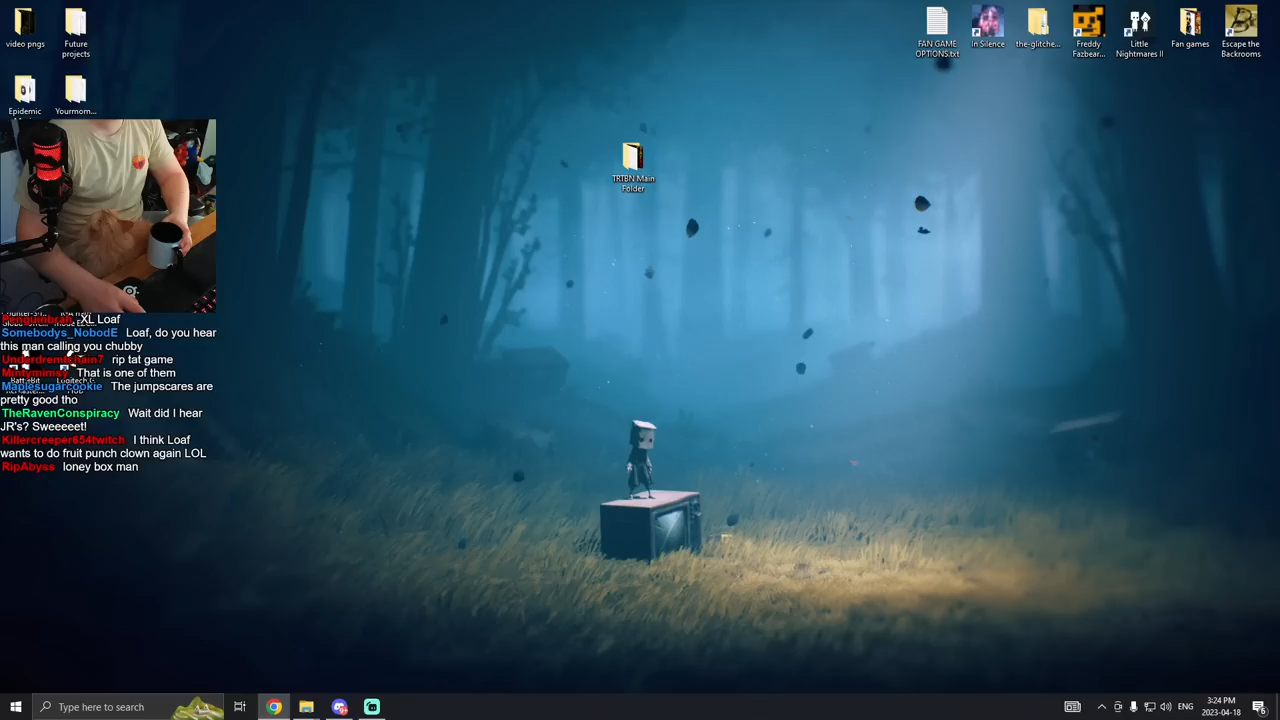 video pngs
Future
projects
FAN GAME
OPTIONS.txt
In Silence
the-glitche...
Freddy
Fazbear...
Little
Nightmares II
Fan games
Escape the
Backrooms
Epidemic
Yourmom...
TRTBN Main
Folder
Penguinbrah XL Loaf
Somebodys_NobodE Loaf, do you hear
this man calling you chubby
Underdrembchain7 rip tat game
Mintymimsy That is one of them
Maplesugarcookie The jumpscares are
pretty good tho
TheRavenConspiracy Wait did I hear
JR's? Sweeeeet!
Killercreeper654twitch I think Loaf
wants to do fruit punch clown again LOL
RipAbyss loney box man
Type here to search
ENG
3:24 PM
2023-04-18
6